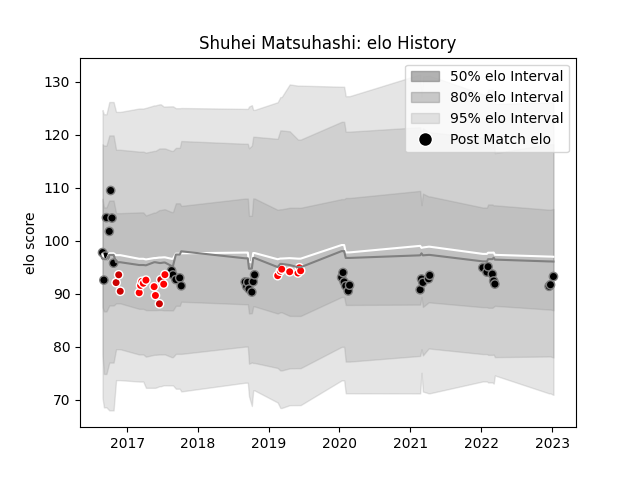 Shuhei Matsuhashi: elo History
50% elo Interval
80% elo Interval
95% elo Interval
Post Match elo
elo score
130
120
110
100
90
80
70
2017 2018 2019 2020 2021 2022 2023